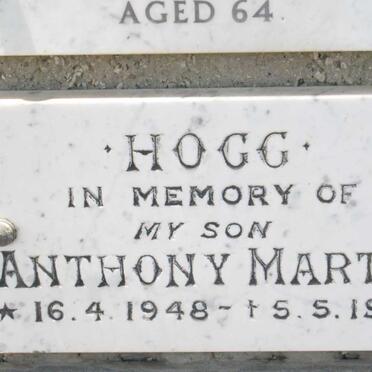 AGED 64
· HOGG ·
IN MEMORY OF
MY SON
ANTHONY MART
★ 16.4.1948 - † 5.5.19